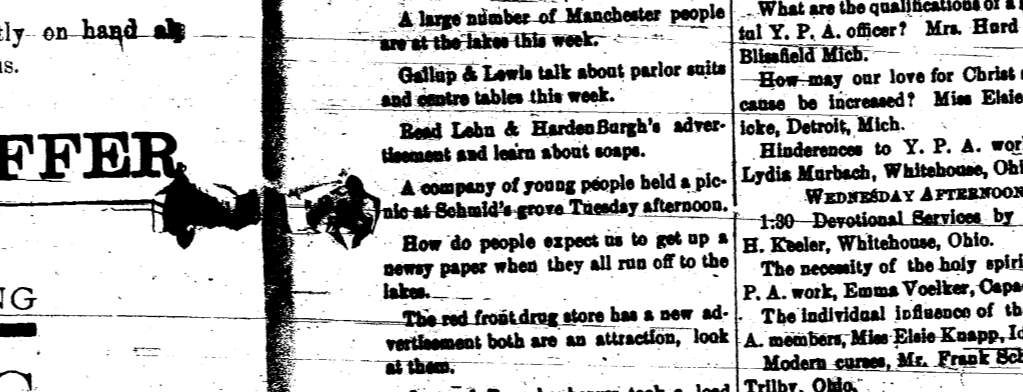 tly on hand
us.
FFER
NG
A large number of Manchester people
are at the lakes this week.
Gallup & Lewis talk about parlor suits
and centre tables this week.
Read Lehn & HardenBurgh's adver-
tisement and learn about soaps.
A company of young people held a pic-
nic at Schmid's grove Tuesday afternoon.
How do people expect us to get up a
newsy paper when they all run off to the
lakes.
The red front drug store has a new ad-
vertisement both are an attraction, look
at them.
took a load
What are the qualifications of a
tal Y. P. A. officer? Mrs. Hurd
Blissfield Mich.
How may our love for Christ
cause be increased? Miss Elsie
icke, Detroit, Mich.
Hinderences to Y. P. A. wor
Lydia Murbach, Whitehouse, Ohi
WEDNESDAY AFTERNOON
1:30 Devotional Services by
H. Keeler, Whitehouse, Ohio.
The necessity of the holy spiri
P. A. work, Emma Voelker, Capa
The individual influence of th
A. members, Miss Elsie Knapp, Io
Modern curses, Mr. Frank Sch
Trilby, Ohio.